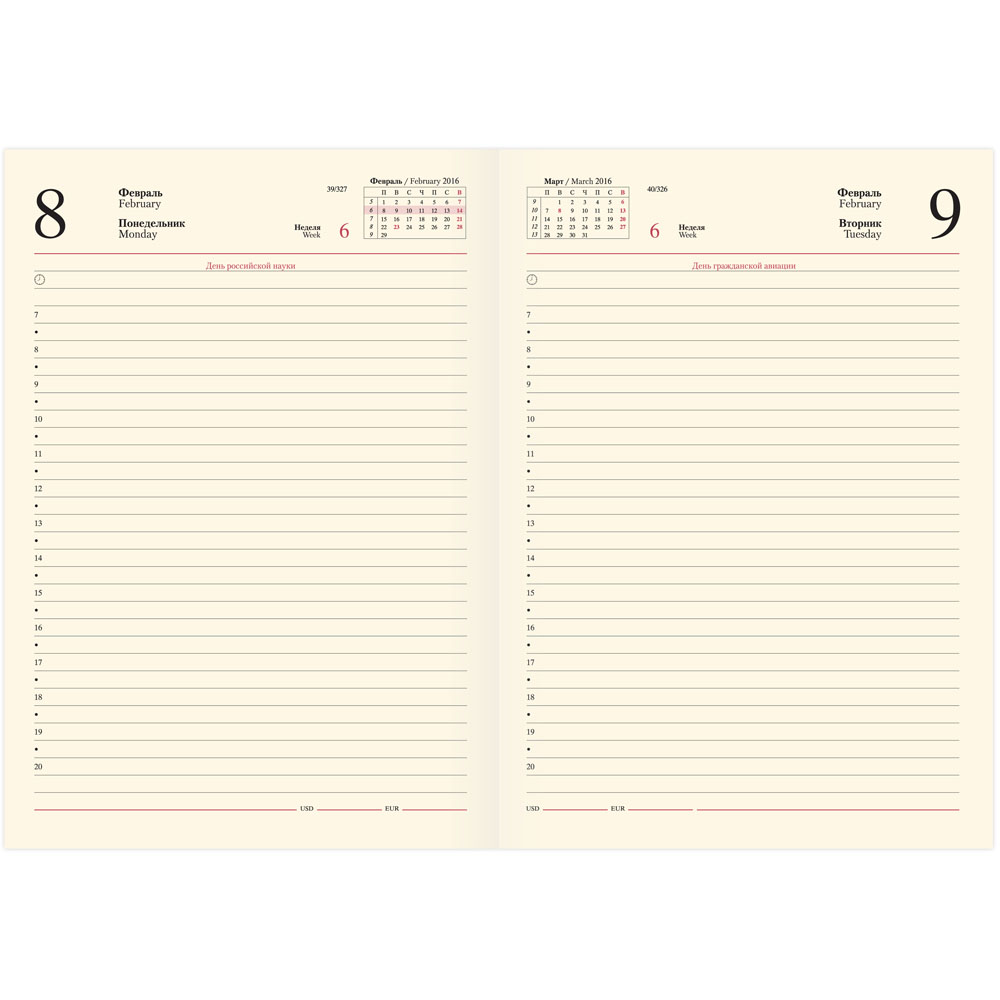 8
Февраль
February
Понедельник
Monday
39/327
Неделя
Week
6
Февраль / February 2016
П В С Ч П С В
5 1 2 3 4 5 6 7
6 8 9 10 11 12 13 14
7 15 16 17 18 19 20 21
8 22 23 24 25 26 27 28
9 29
День российской науки
7
•
8
•
9
•
10
•
11
•
12
•
13
•
14
•
15
•
16
•
17
•
18
•
19
•
20
USD EUR
Март / March 2016
П В С Ч П С В
9 1 2 3 4 5 6
10 7 8 9 10 11 12 13
11 14 15 16 17 18 19 20
12 21 22 23 24 25 26 27
13 28 29 30 31
40/326
6
Неделя
Week
Февраль
February
Вторник
Tuesday
9
День гражданской авиации
7
•
8
•
9
•
10
•
11
•
12
•
13
•
14
•
15
•
16
•
17
•
18
•
19
•
20
USD EUR